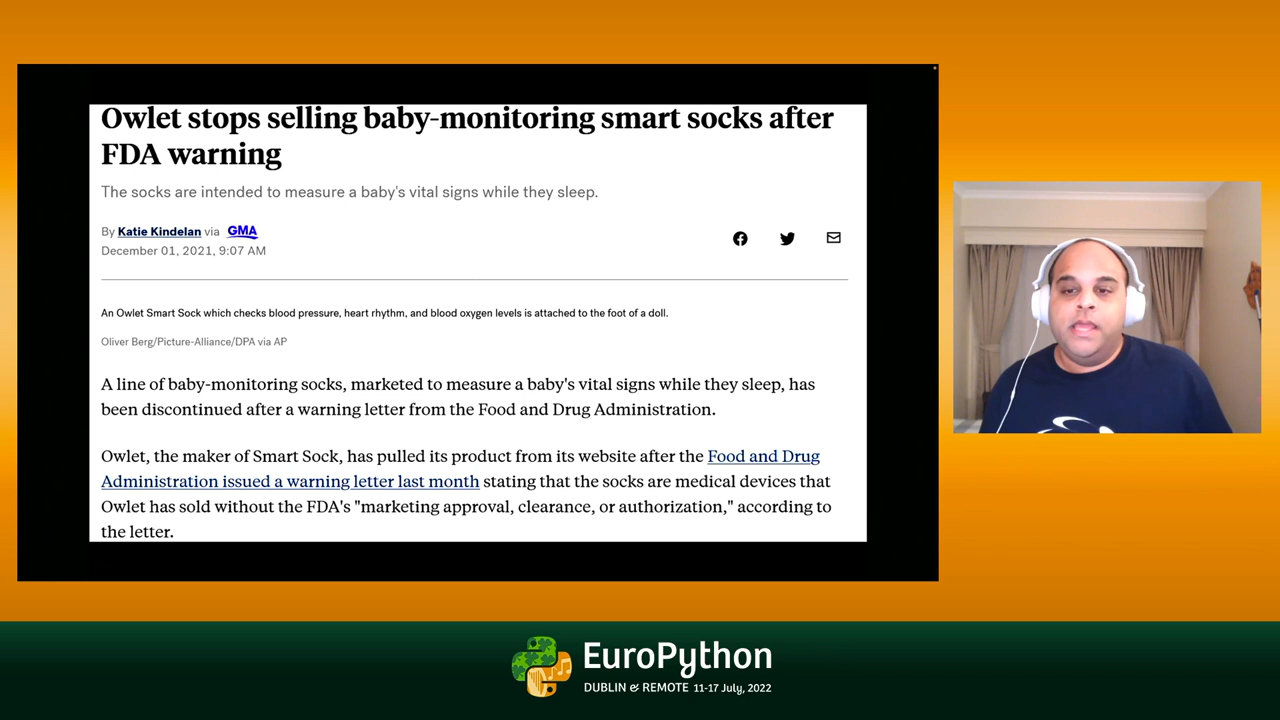 Owlet stops selling baby-monitoring smart socks after
FDA warning
The socks are intended to measure a baby's vital signs while they sleep.
By Katie Kindelan via GMA
December 01, 2021, 9:07 AM
An Owlet Smart Sock which checks blood pressure, heart rhythm, and blood oxygen levels is attached to the foot of a doll.
Oliver Berg/Picture-Alliance/DPA via AP
A line of baby-monitoring socks, marketed to measure a baby's vital signs while they sleep, has
been discontinued after a warning letter from the Food and Drug Administration.
Owlet, the maker of Smart Sock, has pulled its product from its website after the Food and Drug
Administration issued a warning letter last month stating that the socks are medical devices that
Owlet has sold without the FDA's "marketing approval, clearance, or authorization," according to
the letter.
EuroPython
DUBLIN & REMOTE 11-17 July, 2022